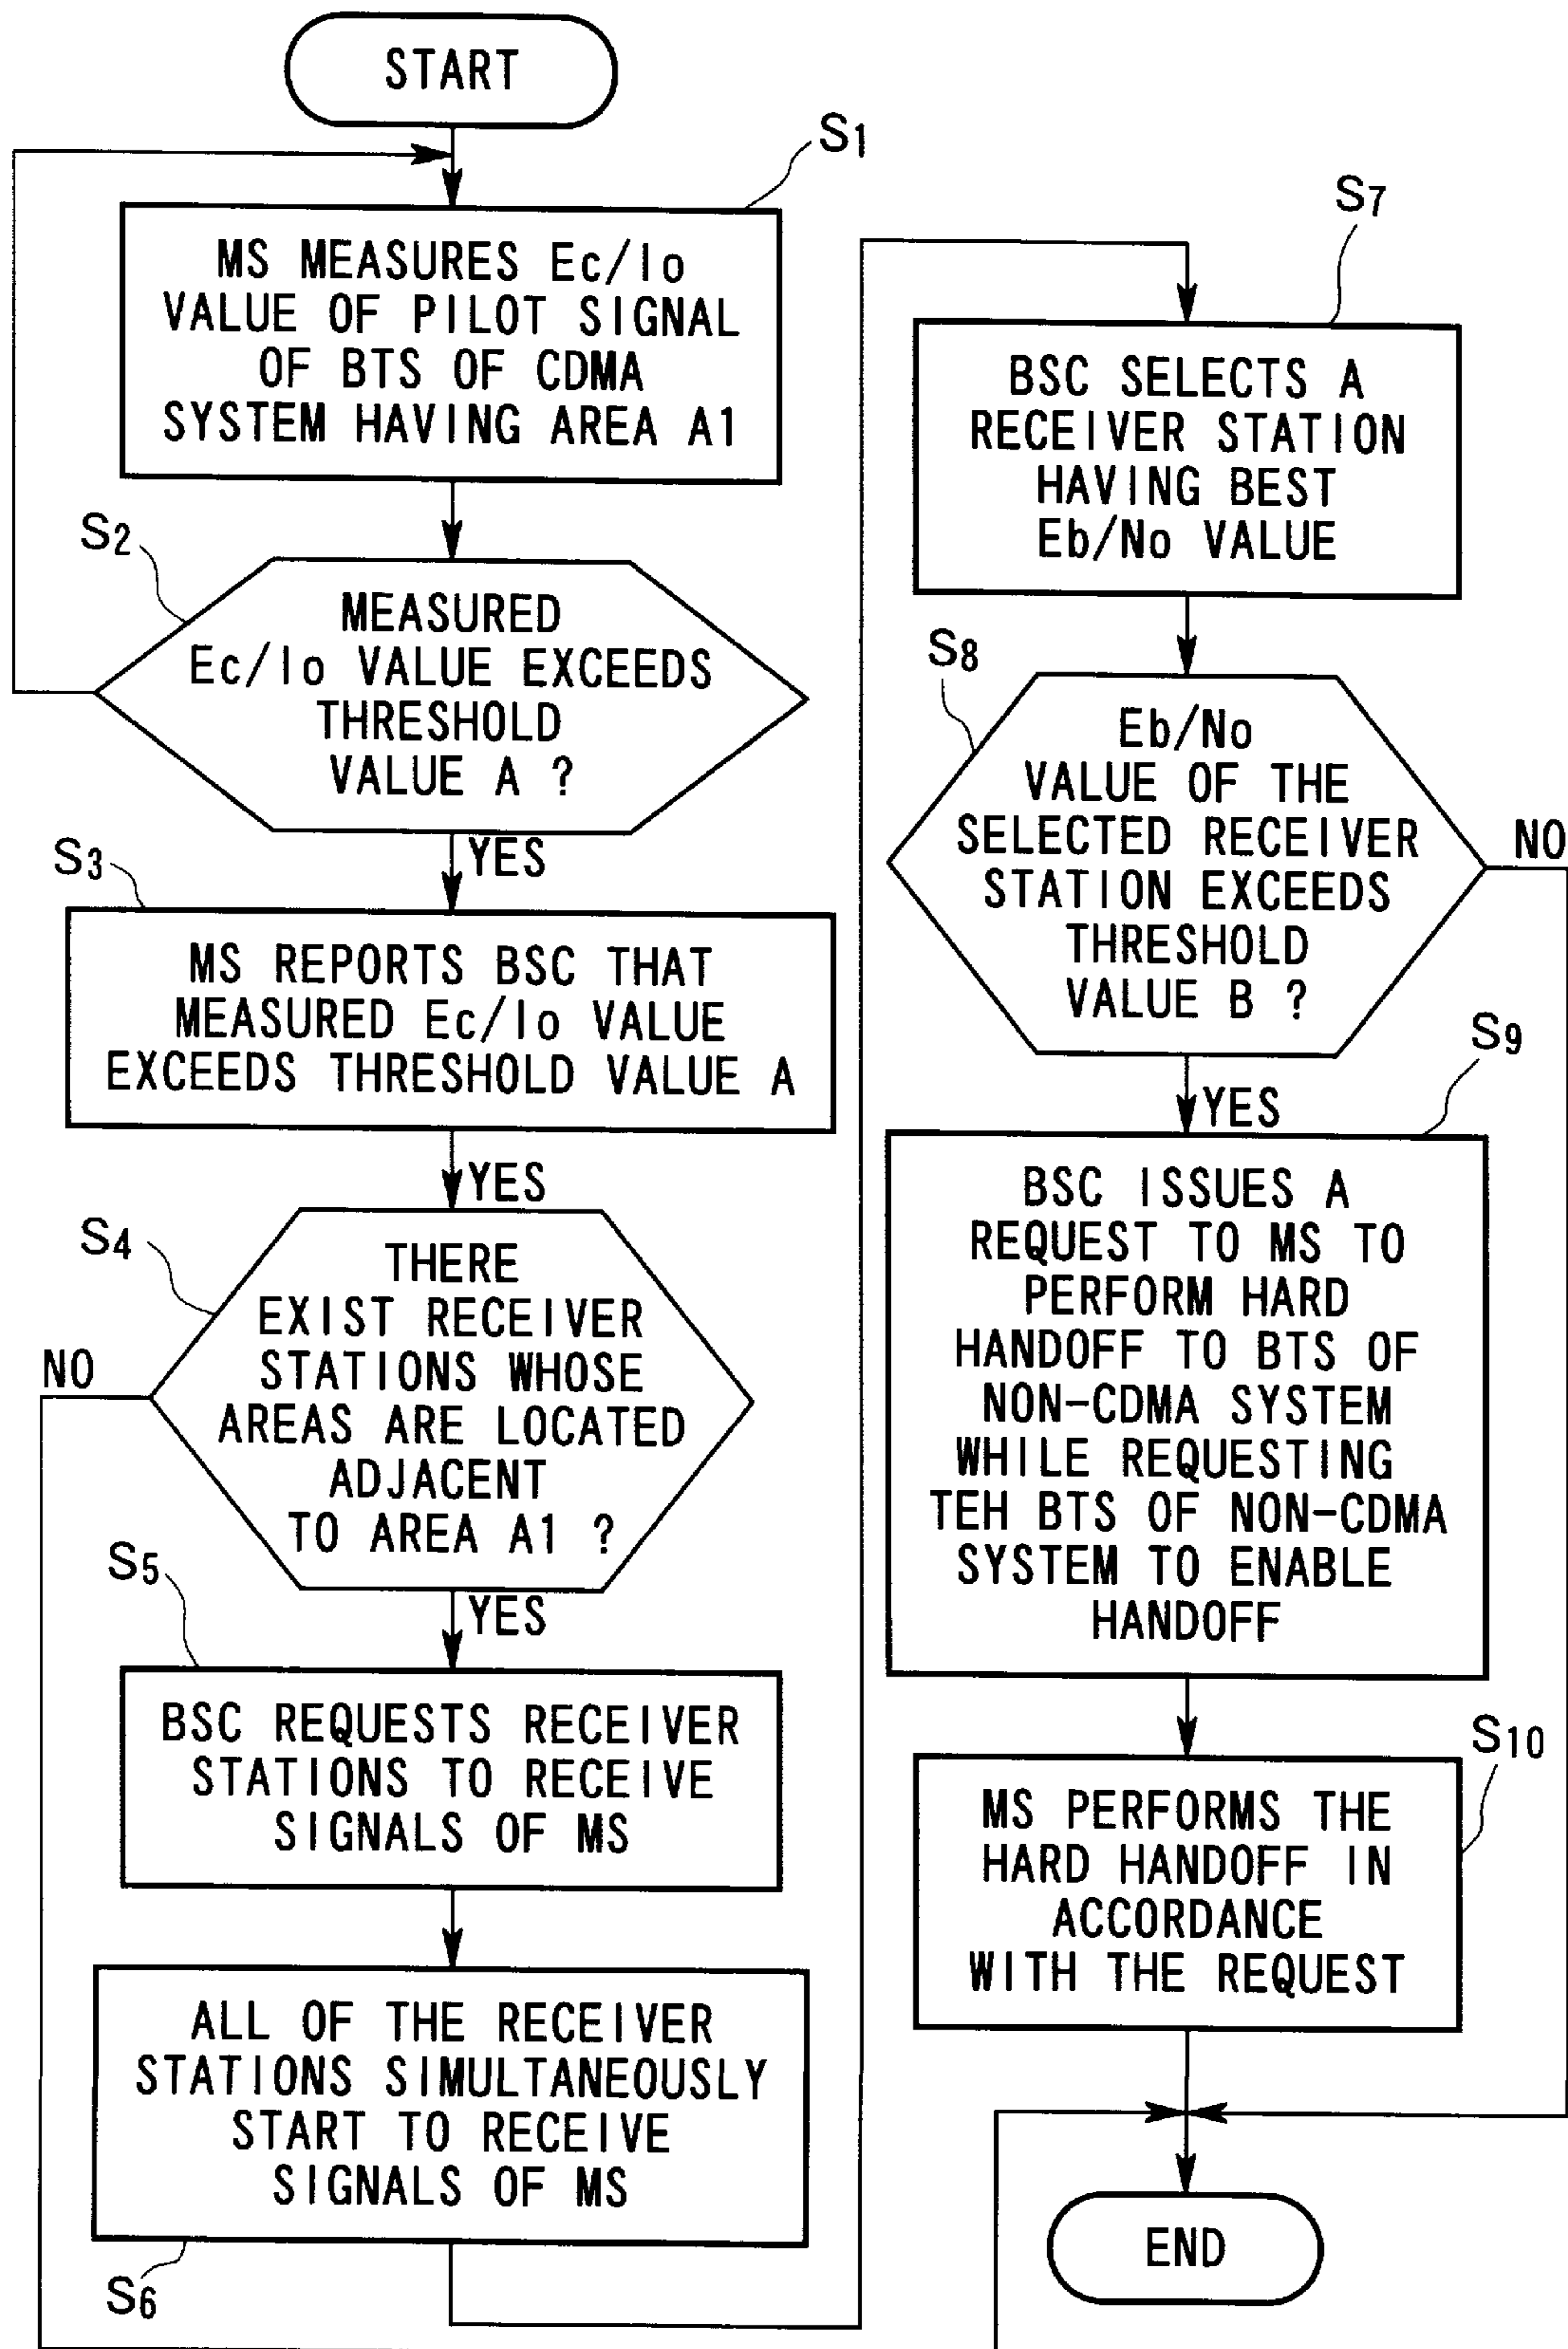 START
S1
MS MEASURES Ec/Io
VALUE OF PILOT SIGNAL
OF BTS OF CDMA
SYSTEM HAVING AREA A1
S2
MEASURED
Ec/Io VALUE EXCEEDS
THRESHOLD
VALUE A ?
YES
S3
MS REPORTS BSC THAT
MEASURED Ec/Io VALUE
EXCEEDS THRESHOLD VALUE A
YES
S4
THERE
EXIST RECEIVER
STATIONS WHOSE
AREAS ARE LOCATED
ADJACENT
TO AREA A1 ?
NO
YES
S5
BSC REQUESTS RECEIVER
STATIONS TO RECEIVE
SIGNALS OF MS
ALL OF THE RECEIVER
STATIONS SIMULTANEOUSLY
START TO RECEIVE
SIGNALS OF MS
S6
S7
BSC SELECTS A
RECEIVER STATION
HAVING BEST
Eb/No VALUE
S8
Eb/No
VALUE OF THE
SELECTED RECEIVER
STATION EXCEEDS
THRESHOLD
VALUE B ?
NO
YES
S9
BSC ISSUES A
REQUEST TO MS TO
PERFORM HARD
HANDOFF TO BTS OF
NON-CDMA SYSTEM
WHILE REQUESTING
TEH BTS OF NON-CDMA
SYSTEM TO ENABLE
HANDOFF
S10
MS PERFORMS THE
HARD HANDOFF IN
ACCORDANCE
WITH THE REQUEST
END